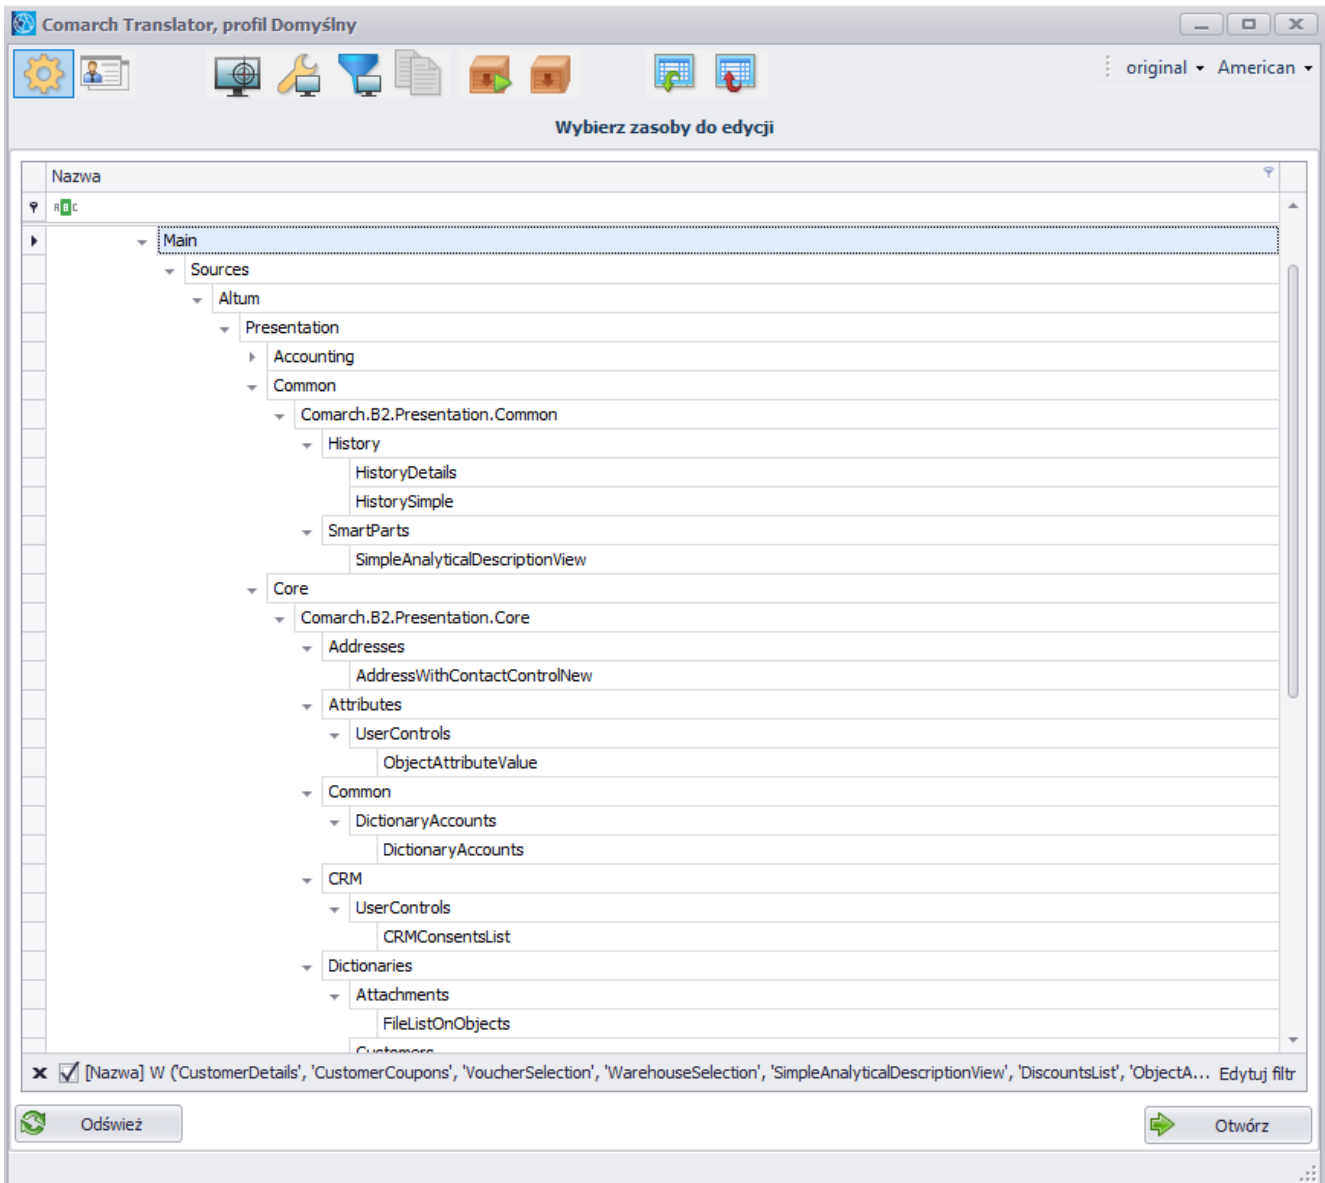 Comarch Translator, profil Domyślny
original American
Wybierz zasoby do edycji
Nazwa
ABC
Main
Sources
Altum
Presentation
Accounting
Common
Comarch.B2.Presentation.Common
History
HistoryDetails
HistorySimple
SmartParts
SimpleAnalyticalDescriptionView
Core
Comarch.B2.Presentation.Core
Addresses
AddressWithContactControlNew
Attributes
UserControls
ObjectAttributeValue
Common
DictionaryAccounts
DictionaryAccounts
CRM
UserControls
CRMConsentsList
Dictionaries
Attachments
FileListOnObjects
Customers
[Nazwa] W ('CustomerDetails', 'CustomerCoupons', 'VoucherSelection', 'WarehouseSelection', 'SimpleAnalyticalDescriptionView', 'DiscountsList', 'ObjectA... Edytuj filtr
Odśwież Otwórz